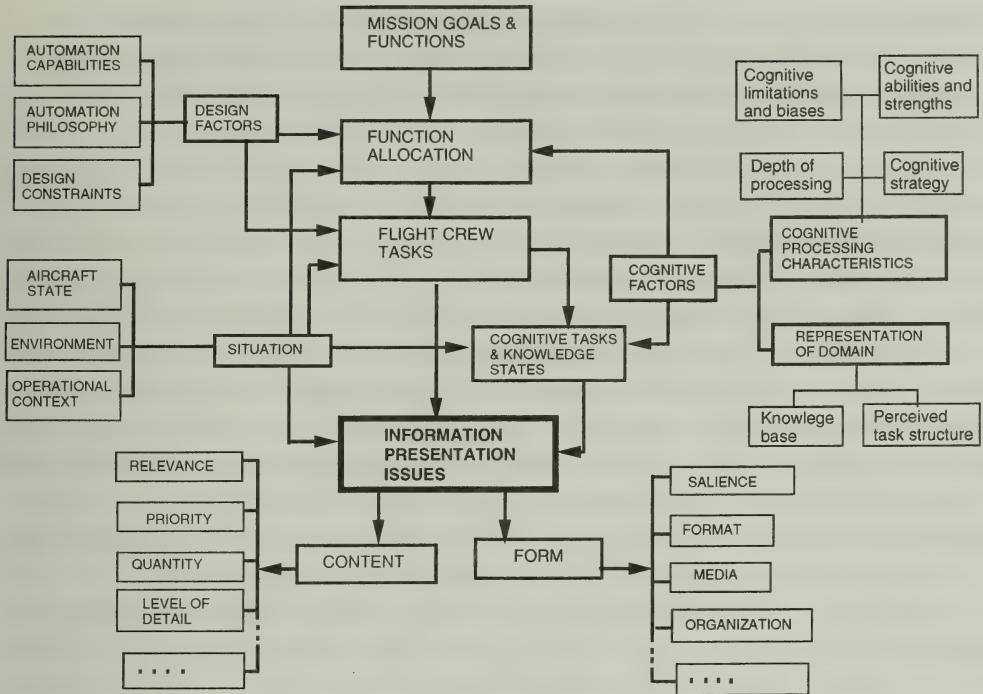 MISSION GOALS &
FUNCTIONS
AUTOMATION
CAPABILITIES
AUTOMATION
PHILOSOPHY
DESIGN
CONSTRAINTS
DESIGN
FACTORS
FUNCTION
ALLOCATION
Cognitive
limitations
and biases
Cognitive
abilities and
strengths
Depth of
processing
Cognitive
strategy
FLIGHT CREW
TASKS
COGNITIVE
PROCESSING
CHARACTERISTICS
COGNITIVE
FACTORS
AIRCRAFT
STATE
ENVIRONMENT
OPERATIONAL
CONTEXT
SITUATION
COGNITIVE TASKS
& KNOWLEDGE
STATES
REPRESENTATION
OF DOMAIN
Knowlege
base
Perceived
task structure
INFORMATION
PRESENTATION
ISSUES
RELEVANCE
PRIORITY
QUANTITY
LEVEL OF
DETAIL
. . . .
CONTENT
FORM
SALIENCE
FORMAT
MEDIA
ORGANIZATION
. . . .